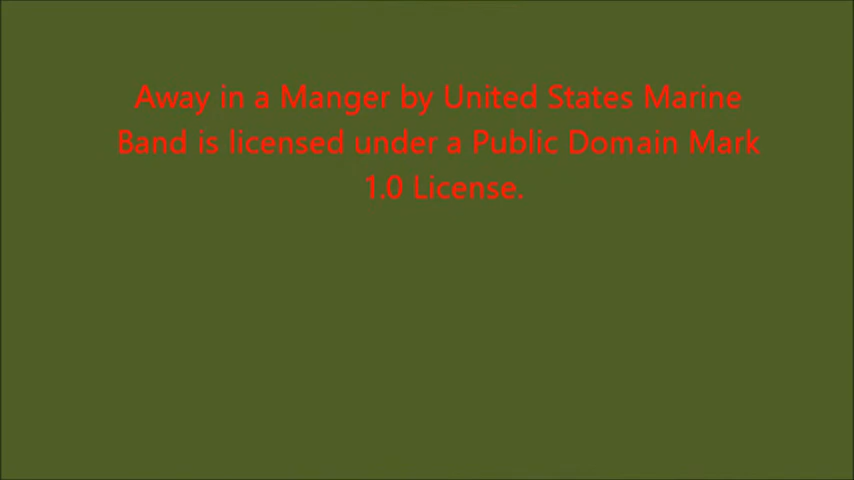 Away in a Manger by United States Marine
Band is licensed under a Public Domain Mark
1.0 License.